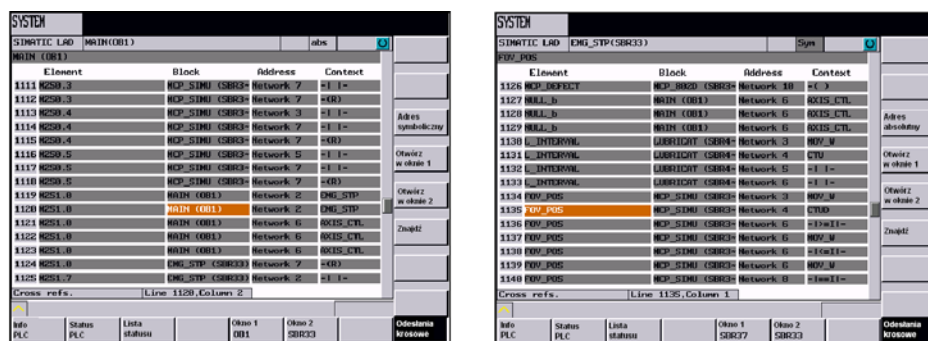 SYSTEM
SIMATIC LAD MAIN(OB1) abs
MAIN (OB1)
Element Block Address Context
1111 M250.3 MCP_SIMU (SBR3- Network 7 -| |-
1112 M250.3 MCP_SIMU (SBR3- Network 7 -(R)
1113 M250.4 MCP_SIMU (SBR3- Network 3 -| |-
1114 M250.4 MCP_SIMU (SBR3- Network 7 -| |-
1115 M250.4 MCP_SIMU (SBR3- Network 7 -(R)
1116 M250.5 MCP_SIMU (SBR3- Network 5 -| |-
1117 M250.5 MCP_SIMU (SBR3- Network 7 -| |-
1118 M250.5 MCP_SIMU (SBR3- Network 7 -(R)
1119 M251.0 MAIN (OB1) Network 2 EMG_STP
1120 M251.0 MAIN (OB1) Network 2 EMG_STP
1121 M251.0 MAIN (OB1) Network 6 AXIS_CTL
1122 M251.0 MAIN (OB1) Network 6 AXIS_CTL
1123 M251.0 MAIN (OB1) Network 6 AXIS_CTL
1124 M251.0 EMG_STP (SBR33) Network 7 -(R)
1125 M251.7 EMG_STP (SBR33) Network 2 -| |-
Cross refs. Line 1120,Column 2
Adres
symboliczny
Otwórz
w oknie 1
Otwórz
w oknie 2
Znajdź
Info
PLC
Status
PLC
Lista
statusu
Okno 1
OB1
Okno 2
SBR33
Odesłania
krosowe
SYSTEM
SIMATIC LAD EMG_STP(SBR33) Sym
FOV_POS
Element Block Address Context
1126 MCP_DEFECT MCP_802D (SBR3- Network 10 -( )
1127 NULL_b MAIN (OB1) Network 6 AXIS_CTL
1128 NULL_b MAIN (OB1) Network 6 AXIS_CTL
1129 NULL_b MAIN (OB1) Network 6 AXIS_CTL
1130 L_INTERVAL LUBRICAT (SBR4- Network 3 MOV_W
1131 L_INTERVAL LUBRICAT (SBR4- Network 4 CTU
1132 L_INTERVAL LUBRICAT (SBR4- Network 5 -| |-
1133 L_INTERVAL LUBRICAT (SBR4- Network 6 -| |-
1134 FOV_POS MCP_SIMU (SBR3- Network 3 MOV_W
1135 FOV_POS MCP_SIMU (SBR3- Network 4 CTUD
1136 FOV_POS MCP_SIMU (SBR3- Network 6 -|>=I|-
1137 FOV_POS MCP_SIMU (SBR3- Network 6 MOV_W
1138 FOV_POS MCP_SIMU (SBR3- Network 6 -|<=I|-
1139 FOV_POS MCP_SIMU (SBR3- Network 6 MOV_W
1140 FOV_POS MCP_SIMU (SBR3- Network 8 -|==I|-
Cross refs. Line 1135,Column 1
Adres
absolutny
Otwórz
w oknie 1
Otwórz
w oknie 2
Znajdź
Info
PLC
Status
PLC
Lista
statusu
Okno 1
SBR37
Okno 2
SBR33
Odesłania
krosowe